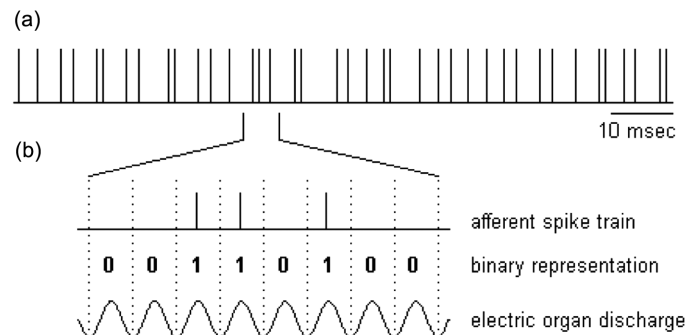 (a)
10 msec
(b)
afferent spike train
0 0 1 1 0 1 0 0 binary representation
electric organ discharge